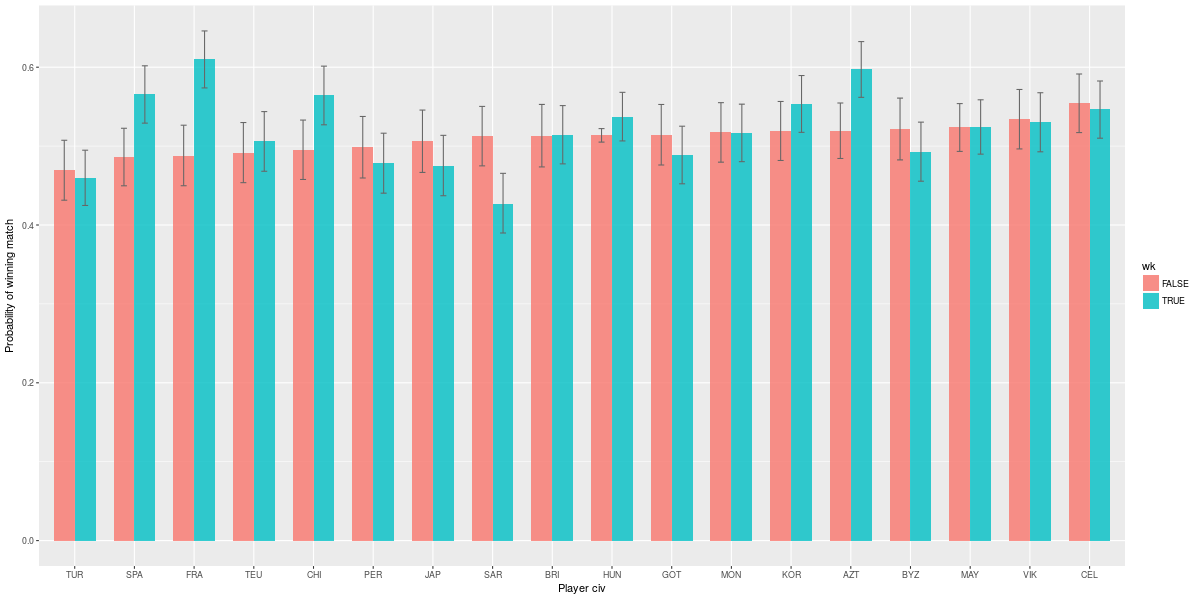 Probability of winning match
0.6
0.4
0.2
0.0
TUR SPA FRA TEU CHI PER JAP SAR BRI HUN GOT MON KOR AZT BYZ MAY VIK CEL
Player civ
wk
FALSE
TRUE